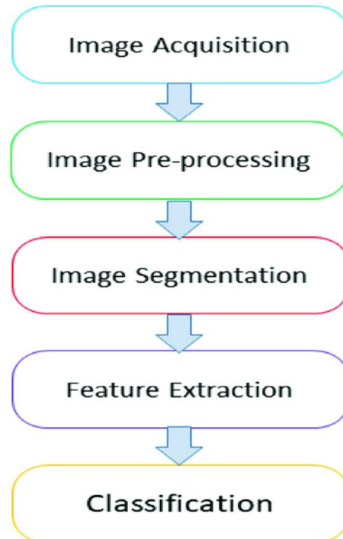 Image Acquisition
Image Pre-processing
Image Segmentation
Feature Extraction
Classification